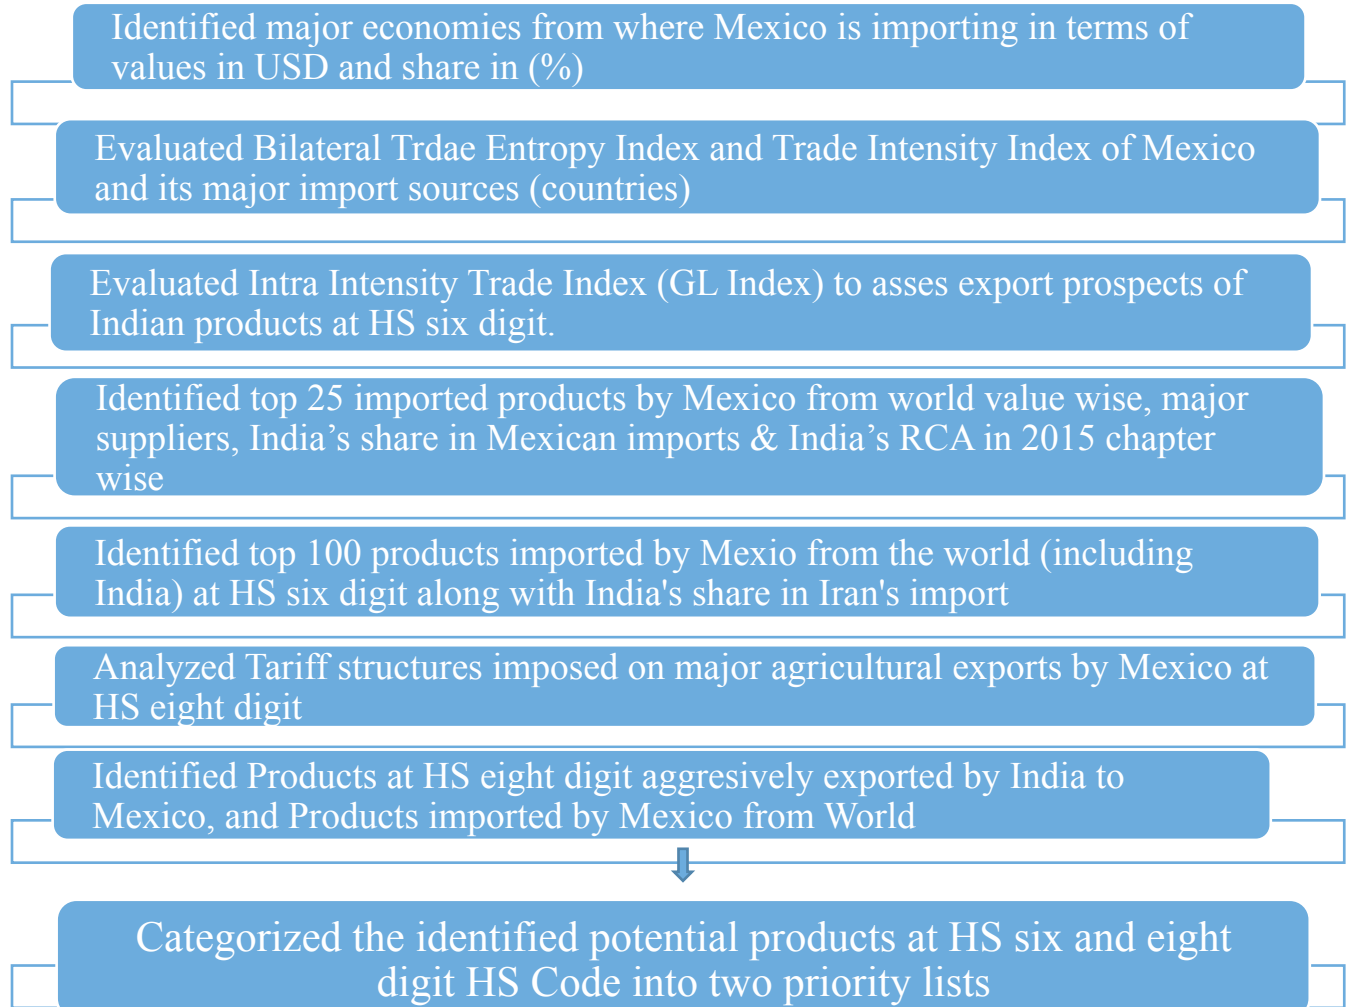 Identified major economies from where Mexico is importing in terms of
values in USD and share in (%)
Evaluated Bilateral Trdae Entropy Index and Trade Intensity Index of Mexico
and its major import sources (countries)
Evaluated Intra Intensity Trade Index (GL Index) to asses export prospects of
Indian products at HS six digit.
Identified top 25 imported products by Mexico from world value wise, major
suppliers, India’s share in Mexican imports & India’s RCA in 2015 chapter
wise
Identified top 100 products imported by Mexio from the world (including
India) at HS six digit along with India's share in Iran's import
Analyzed Tariff structures imposed on major agricultural exports by Mexico at
HS eight digit
Identified Products at HS eight digit aggresively exported by India to
Mexico, and Products imported by Mexico from World
Categorized the identified potential products at HS six and eight
digit HS Code into two priority lists